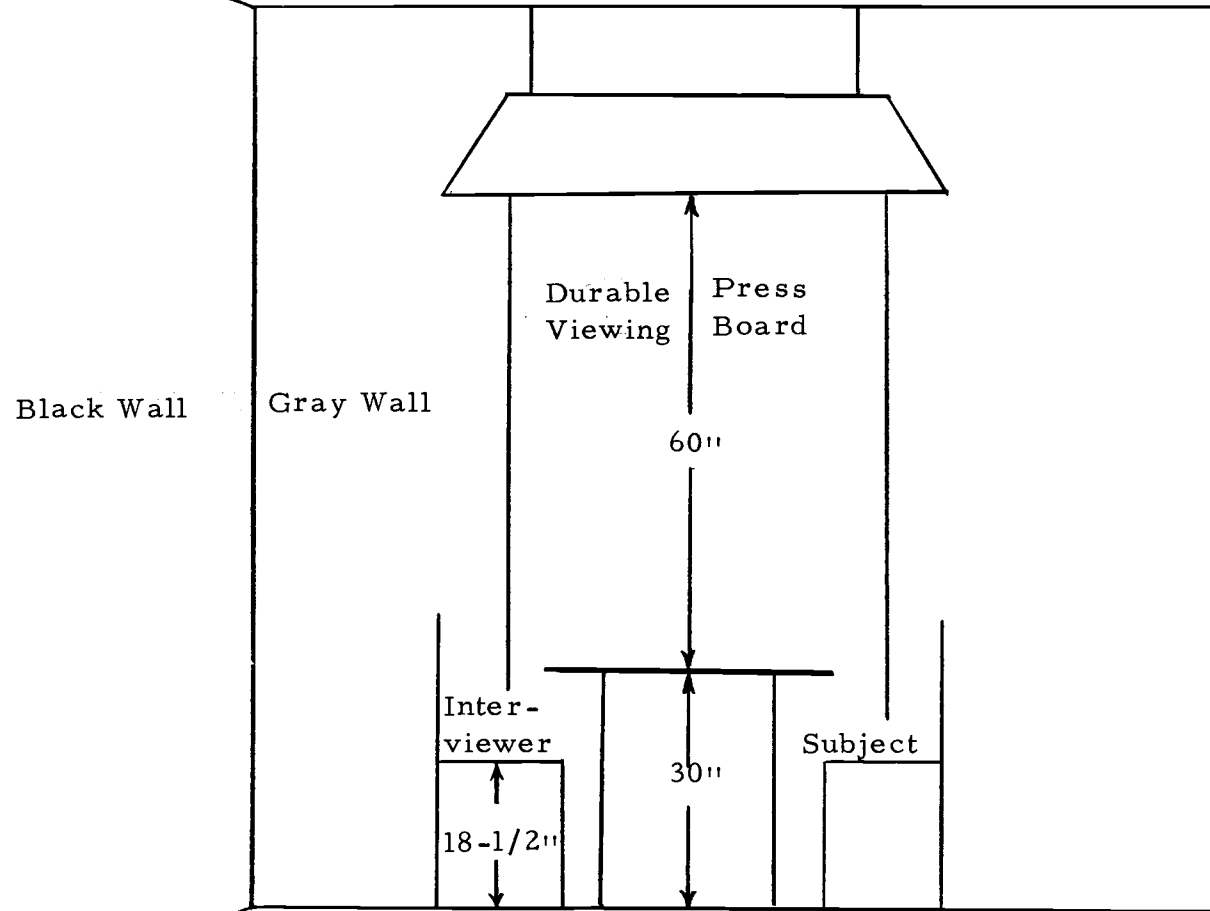 Durable Press
Viewing Board
Black Wall
Gray Wall
60"
Inter-
viewer
Subject
30"
18-1/2"